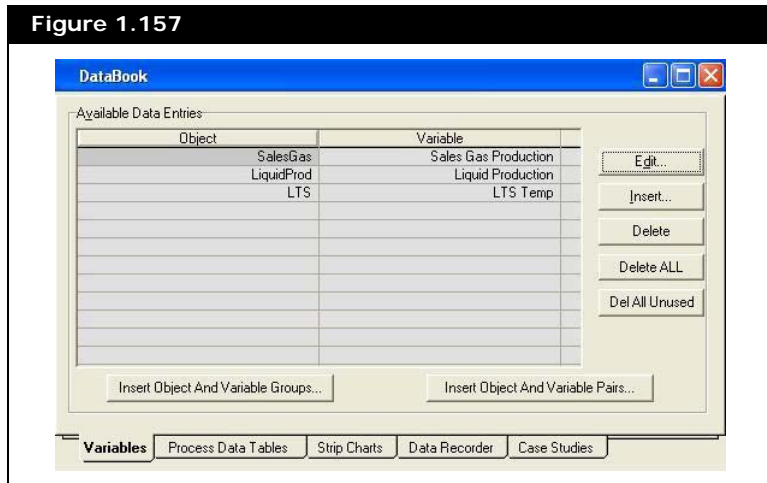 Figure 1.157
DataBook
Available Data Entries
Object Variable
SalesGas Sales Gas Production
LiquidProd Liquid Production
LTS LTS Temp
Edit...
Insert...
Delete
Delete ALL
Del All Unused
Insert Object And Variable Groups... Insert Object And Variable Pairs...
Variables Process Data Tables Strip Charts Data Recorder Case Studies